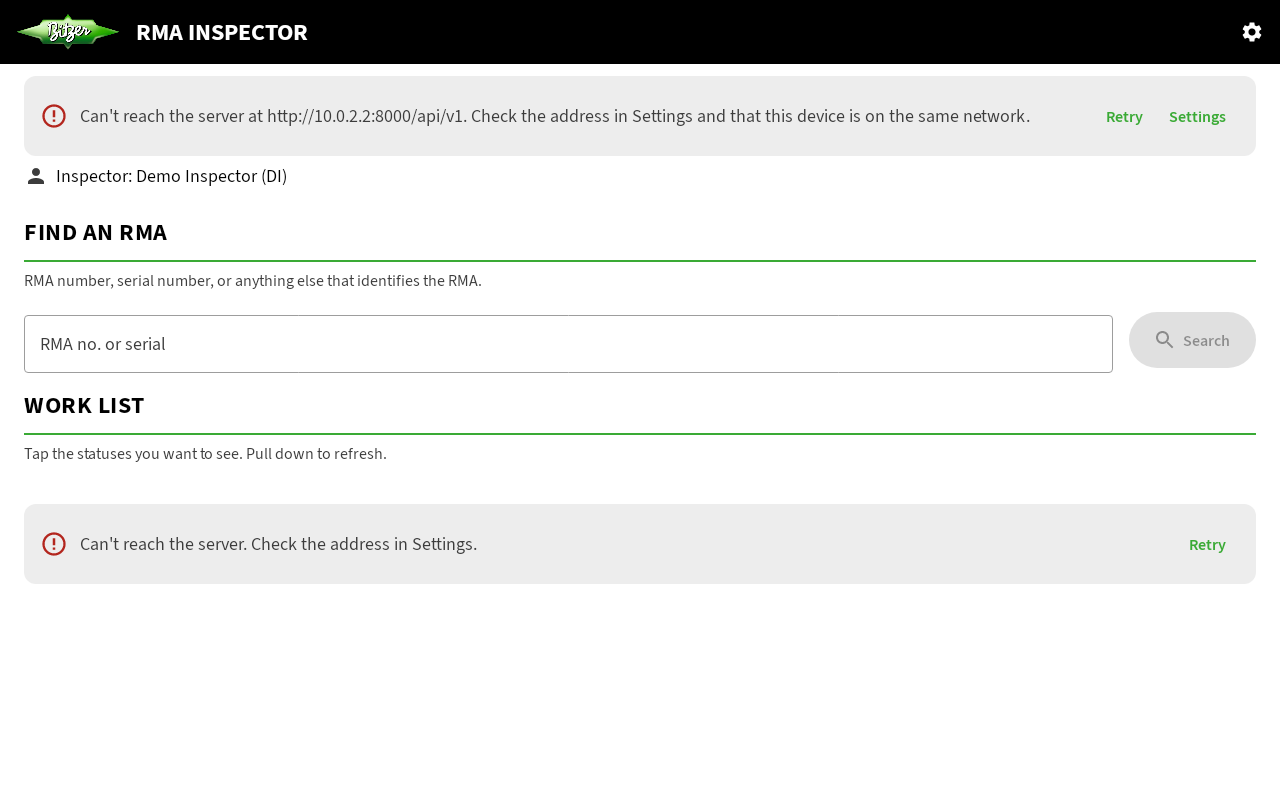 Bitzer
RMA INSPECTOR
Can't reach the server at http://10.0.2.2:8000/api/v1. Check the address in Settings and that this device is on the same network.
Retry
Settings
Inspector: Demo Inspector (DI)
FIND AN RMA
RMA number, serial number, or anything else that identifies the RMA.
RMA no. or serial
Search
WORK LIST
Tap the statuses you want to see. Pull down to refresh.
Can't reach the server. Check the address in Settings.
Retry